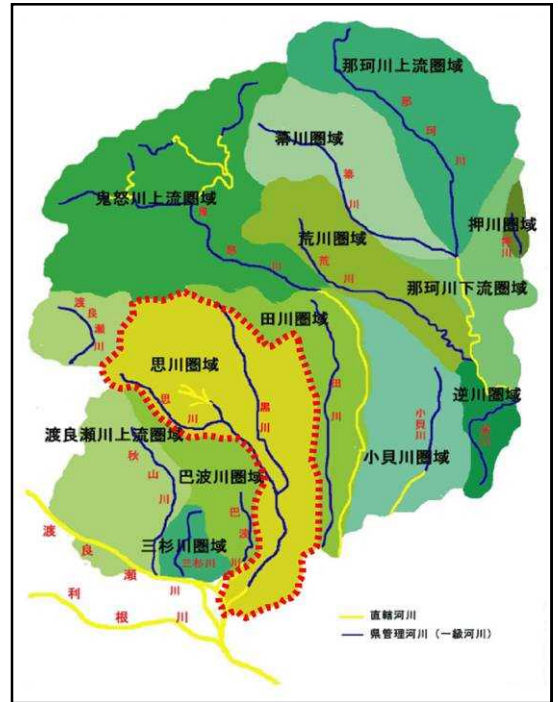 那珂川上流圏域
那珂川
箒川圏域
箒川
鬼怒川上流圏域
鬼怒川
荒川圏域
荒川
押川圏域
押川
那珂川下流圏域
渡良瀬川
田川圏域
田川
思川圏域
思川
黒川
逆川圏域
逆川
小貝川
小貝川圏域
渡良瀬川上流圏域
秋山川
巴波川圏域
巴波川
三杉川圏域
三杉川
渡良瀬川
利根川
直轄河川
県管理河川（一級河川）